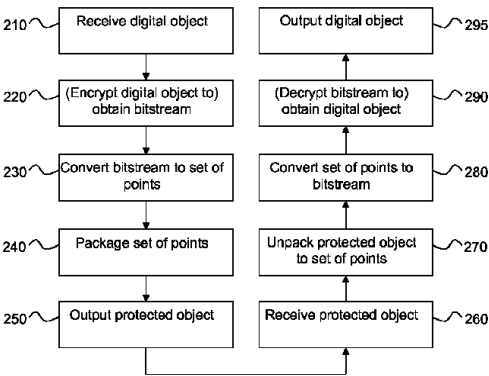 210
Receive digital object
220
(Encrypt digital object to)
obtain bitstream
230
Convert bitstream to set of
points
240
Package set of points
250
Output protected object
Output digital object
295
(Decrypt bitstream to)
obtain digital object
290
Convert set of points to
bitstream
280
Unpack protected object
to set of points
270
Receive protected object
260